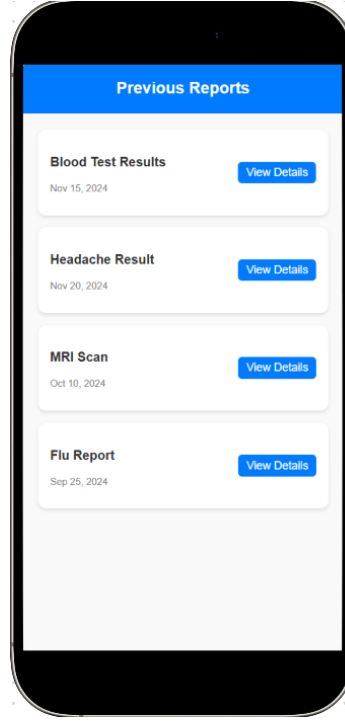 Previous Reports
Blood Test Results
Nov 15, 2024
View Details
Headache Result
Nov 20, 2024
View Details
MRI Scan
Oct 10, 2024
View Details
Flu Report
Sep 25, 2024
View Details